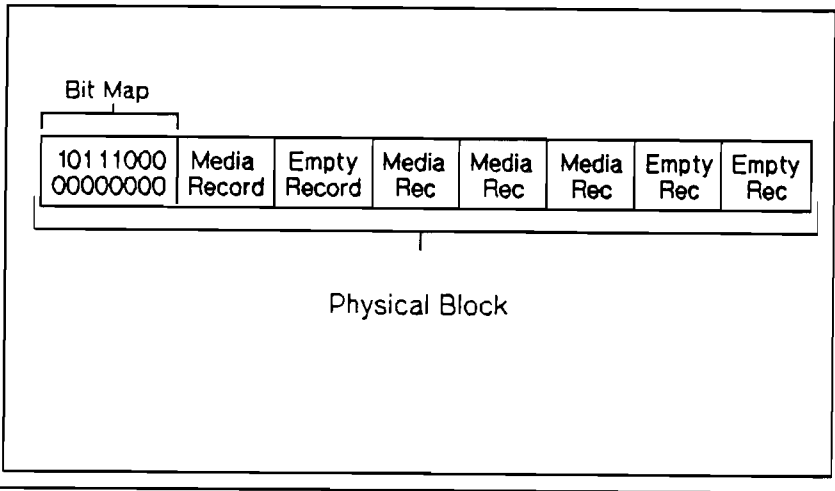 Bit Map
10111000 Media Empty Media Media Media Empty Empty
00000000 Record Record Rec Rec Rec Rec Rec
Physical Block